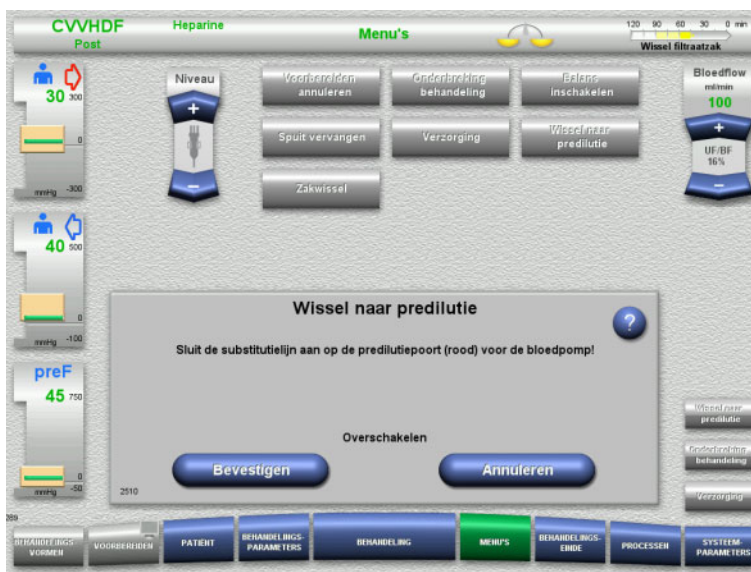 CVVHDF
Post
Heparine
Menu's
120 90 60 30 0 min
Wissel filtraatzak
30 300
0
mmHg -300
40 500
0
mmHg -100
preF
45 750
0
mmHg -50
Niveau
+
−
Voorbereiden
annuleren
Onderbreking
behandeling
Balans
inschakelen
Spuit vervangen
Verzorging
Wissel naar
predilutie
Zakwissel
Bloedflow
ml/min
100
+
UF/BF
16%
−
Wissel naar predilutie
?
Sluit de substitutielijn aan op de predilutiepoort (rood) voor de bloedpomp!
Overschakelen
Bevestigen
Annuleren
2510
Wissel naar
predilutie
Onderbreking
behandeling
Verzorging
BEHANDELINGS-
VORMEN
VOORBEREIDEN
PATIËNT
BEHANDELINGS-
PARAMETERS
BEHANDELING
MENU'S
BEHANDELINGS-
EINDE
PROCESSEN
SYSTEEM-
PARAMETERS